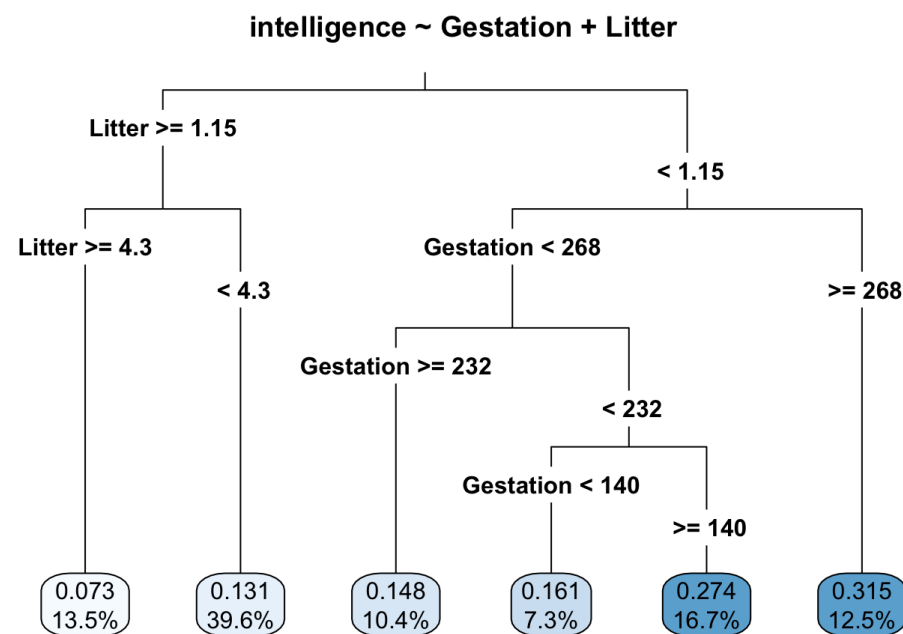 intelligence ~ Gestation + Litter
Litter >= 1.15
< 1.15
Litter >= 4.3
Gestation < 268
< 4.3
>= 268
Gestation >= 232
< 232
Gestation < 140
>= 140
0.073
13.5%
0.131
39.6%
0.148
10.4%
0.161
7.3%
0.274
16.7%
0.315
12.5%